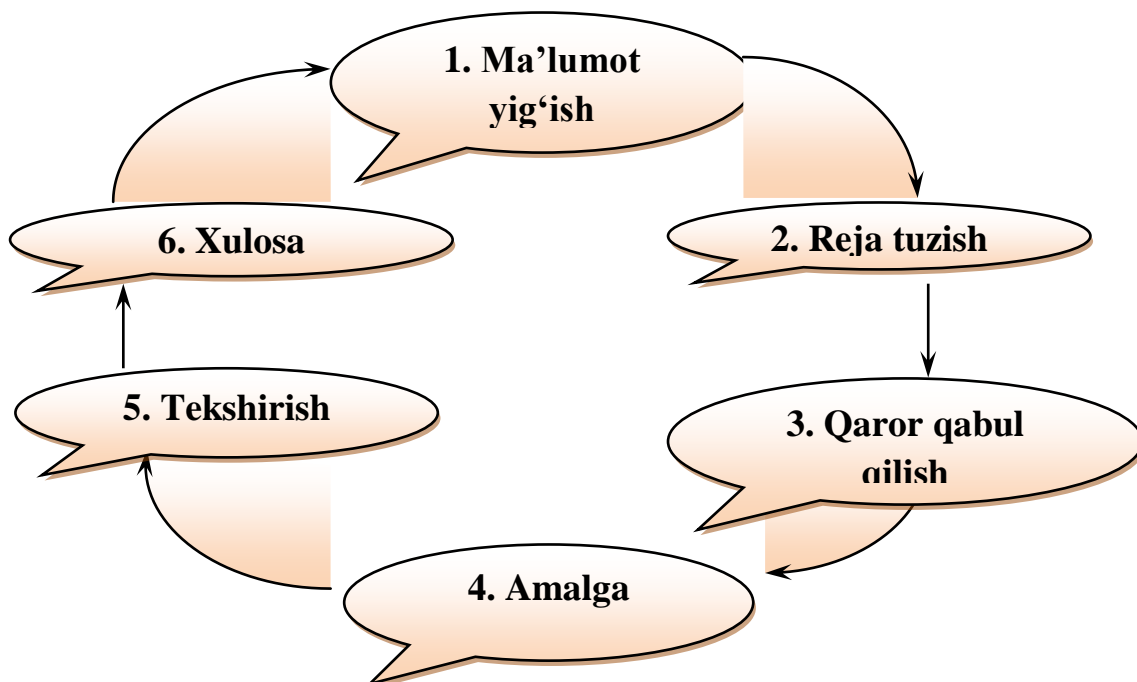 1. Ma’lumot
yig‘ish
2. Reja tuzish
3. Qaror qabul
qilish
4. Amalga
5. Tekshirish
6. Xulosa